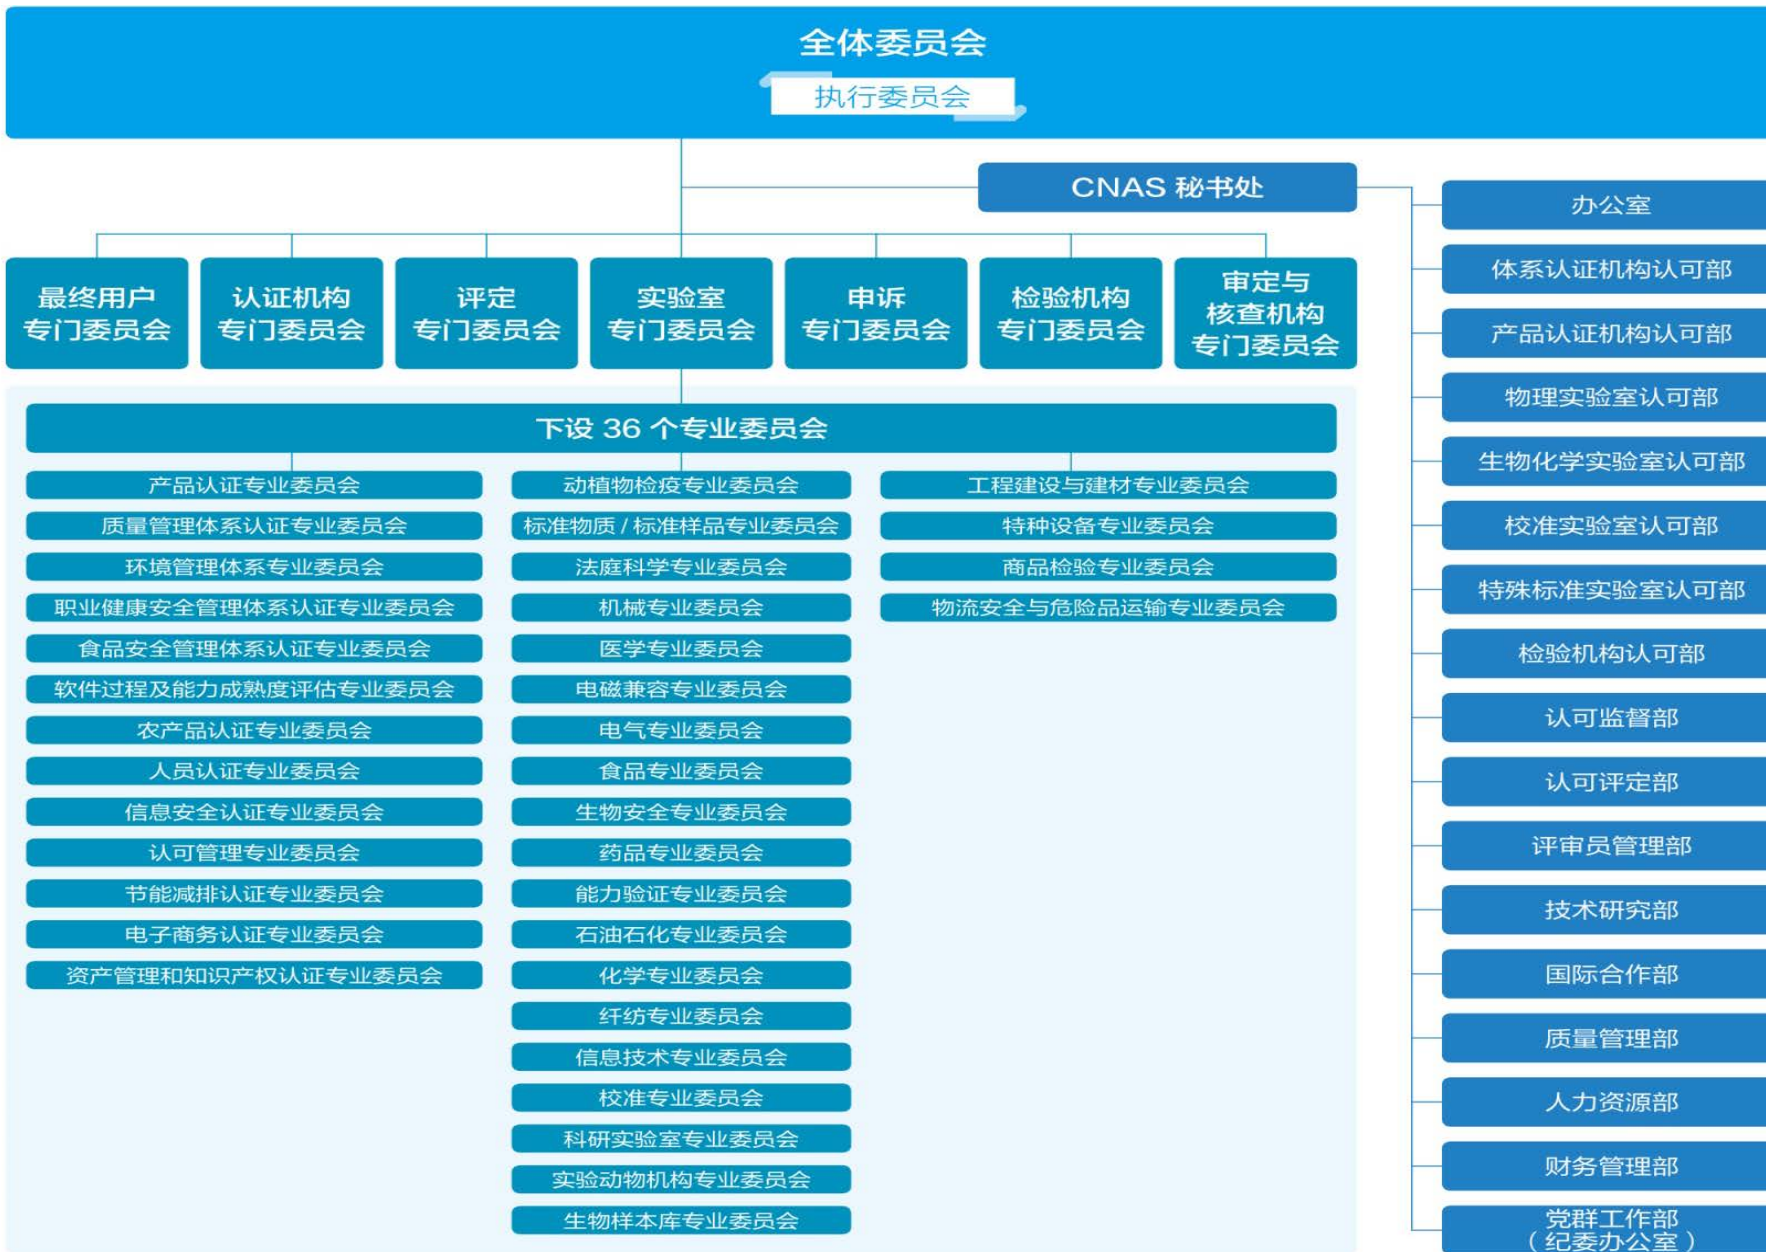 全体委员会
执行委员会
CNAS 秘书处
最终用户
专门委员会
认证机构
专门委员会
评定
专门委员会
实验室
专门委员会
申诉
专门委员会
检验机构
专门委员会
审定与
核查机构
专门委员会
下设 36 个专业委员会
产品认证专业委员会
质量管理体系认证专业委员会
环境管理体系专业委员会
职业健康安全管理体系认证专业委员会
食品安全管理体系认证专业委员会
软件过程及能力成熟度评估专业委员会
农产品认证专业委员会
人员认证专业委员会
信息安全认证专业委员会
认可管理专业委员会
节能减排认证专业委员会
电子商务认证专业委员会
资产管理和知识产权认证专业委员会
动植物检疫专业委员会
标准物质 / 标准样品专业委员会
法庭科学专业委员会
机械专业委员会
医学专业委员会
电磁兼容专业委员会
电气专业委员会
食品专业委员会
生物安全专业委员会
药品专业委员会
能力验证专业委员会
石油石化专业委员会
化学专业委员会
纤纺专业委员会
信息技术专业委员会
校准专业委员会
科研实验室专业委员会
实验动物机构专业委员会
生物样本库专业委员会
工程建设与建材专业委员会
特种设备专业委员会
商品检验专业委员会
物流安全与危险品运输专业委员会
办公室
体系认证机构认可部
产品认证机构认可部
物理实验室认可部
生物化学实验室认可部
校准实验室认可部
特殊标准实验室认可部
检验机构认可部
认可监督部
认可评定部
评审员管理部
技术研究部
国际合作部
质量管理部
人力资源部
财务管理部
党群工作部
（纪委办公室）